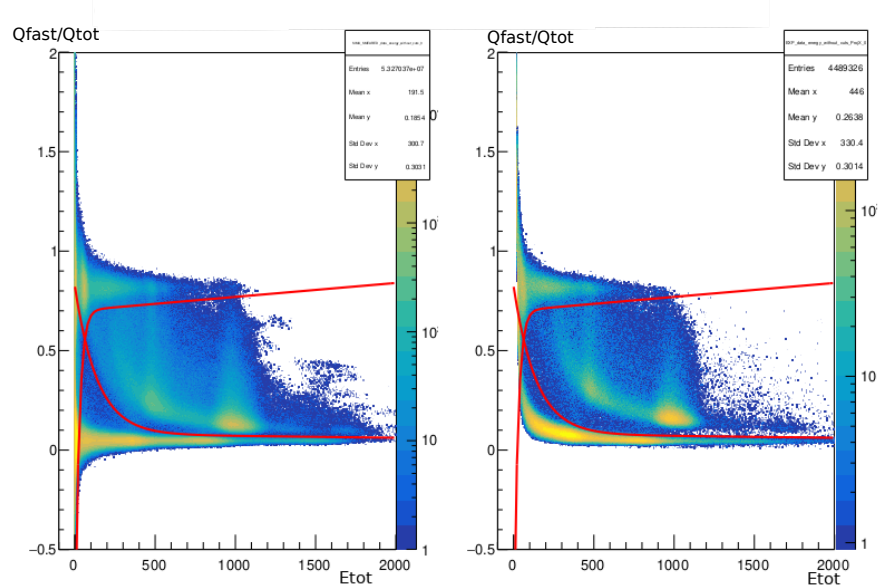 Qfast/Qtot
Entries 5.327037e+07
Mean x 191.5
Mean y 0.1854
Std Dev x 300.7
Std Dev y 0.3031
2
1.5
1
0.5
0
−0.5
0 500 1000 1500 2000
Etot
10
1
Qfast/Qtot
Entries 4489326
Mean x 446
Mean y 0.2638
Std Dev x 330.4
Std Dev y 0.3014
2
1.5
1
0.5
0
−0.5
0 500 1000 1500 2000
Etot
10
1